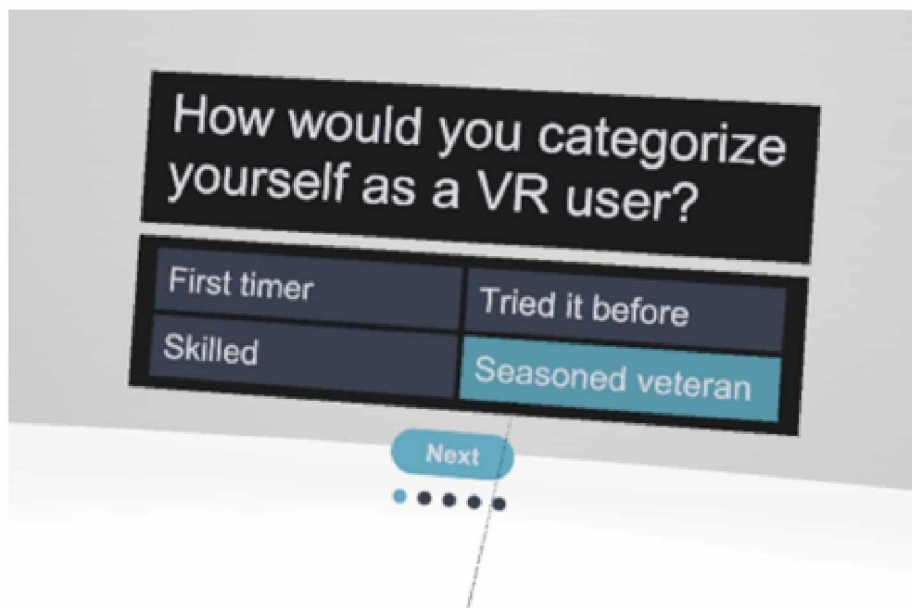 How would you categorize
yourself as a VR user?
First timer
Tried it before
Skilled
Seasoned veteran
Next